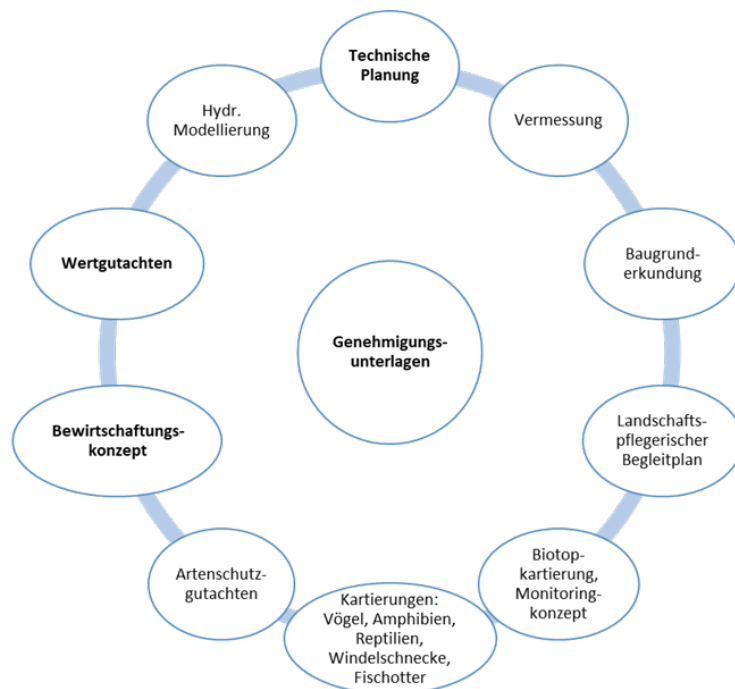 Technische
Planung
Vermessung
Baugrund-
erkundung
Landschafts-
pflegerischer
Begleitplan
Biotop-
kartierung,
Monitoring-
konzept
Kartierungen:
Vögel, Amphibien,
Reptilien,
Windelschnecke,
Fischotter
Artenschutz-
gutachten
Bewirtschaftungs-
konzept
Wertgutachten
Hydr.
Modellierung
Genehmigungs-
unterlagen